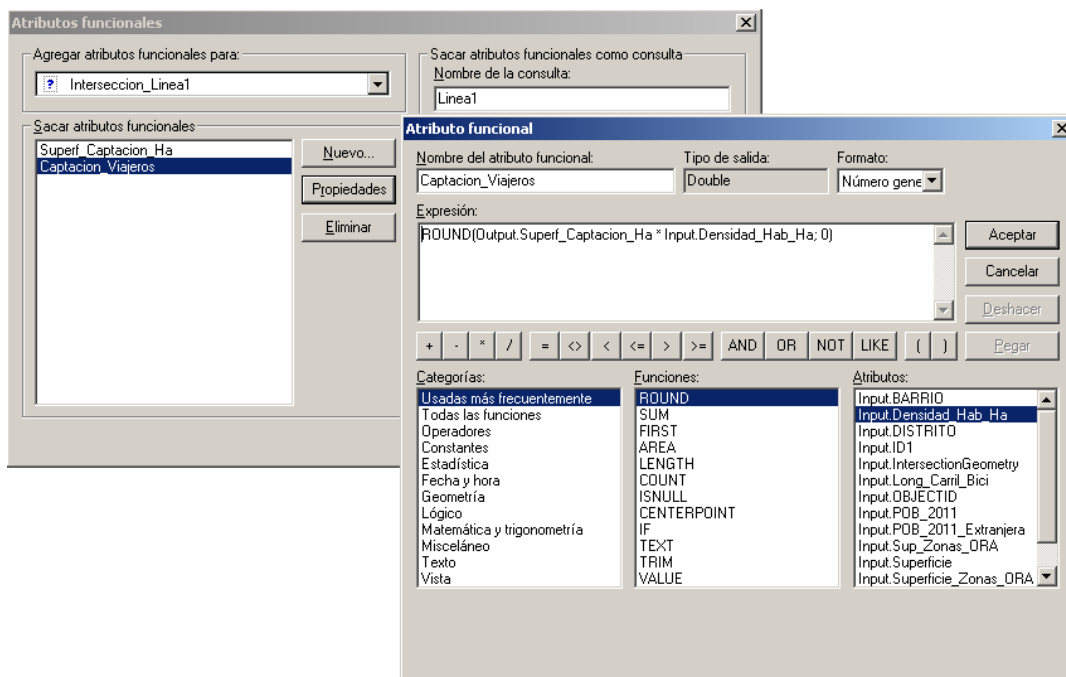 Atributos funcionales
Agregar atributos funcionales para:
? Interseccion_Linea1
Sacar atributos funcionales como consulta
Nombre de la consulta:
Linea1
Sacar atributos funcionales
Superf_Captacion_Ha
Captacion_Viajeros
Nuevo...
Propiedades
Eliminar
Atributo funcional
Nombre del atributo funcional:
Captacion_Viajeros
Tipo de salida:
Double
Formato:
Número gene
Expresión:
ROUND(Output.Superf_Captacion_Ha * Input.Densidad_Hab_Ha; 0)
Aceptar
Cancelar
Deshacer
Pegar
+ - * / = <> < <= > >= AND OR NOT LIKE ( )
Categorías:
Usadas más frecuentemente
Todas las funciones
Operadores
Constantes
Estadística
Fecha y hora
Geometría
Lógico
Matemática y trigonometría
Misceláneo
Texto
Vista
Funciones:
ROUND
SUM
FIRST
AREA
LENGTH
COUNT
ISNULL
CENTERPOINT
IF
TEXT
TRIM
VALUE
Atributos:
Input.BARRIO
Input.Densidad_Hab_Ha
Input.DISTRITO
Input.ID1
Input.IntersectionGeometry
Input.Long_Carril_Bici
Input.OBJECTID
Input.POB_2011
Input.POB_2011_Extranjera
Input.Sup_Zonas_ORA
Input.Superficie
Input.Superficie_Zonas_ORA